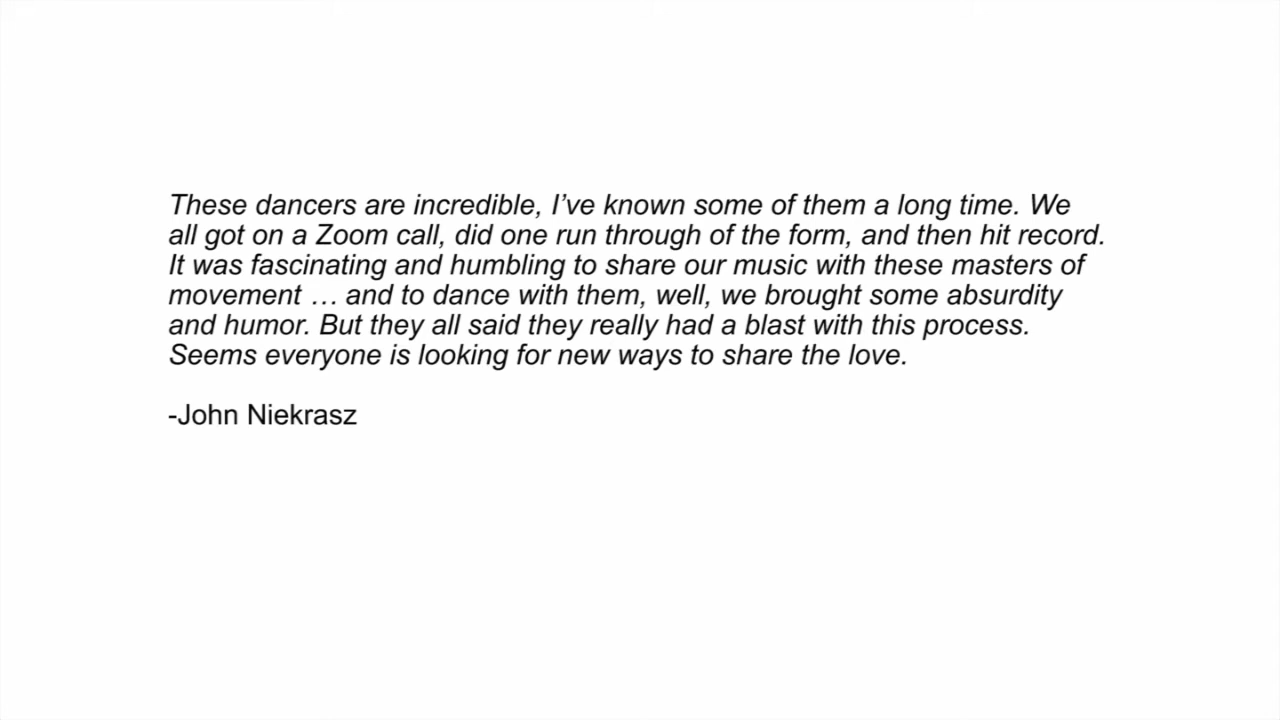 These dancers are incredible, I’ve known some of them a long time. We
all got on a Zoom call, did one run through of the form, and then hit record.
It was fascinating and humbling to share our music with these masters of
movement … and to dance with them, well, we brought some absurdity
and humor. But they all said they really had a blast with this process.
Seems everyone is looking for new ways to share the love.
-John Niekrasz